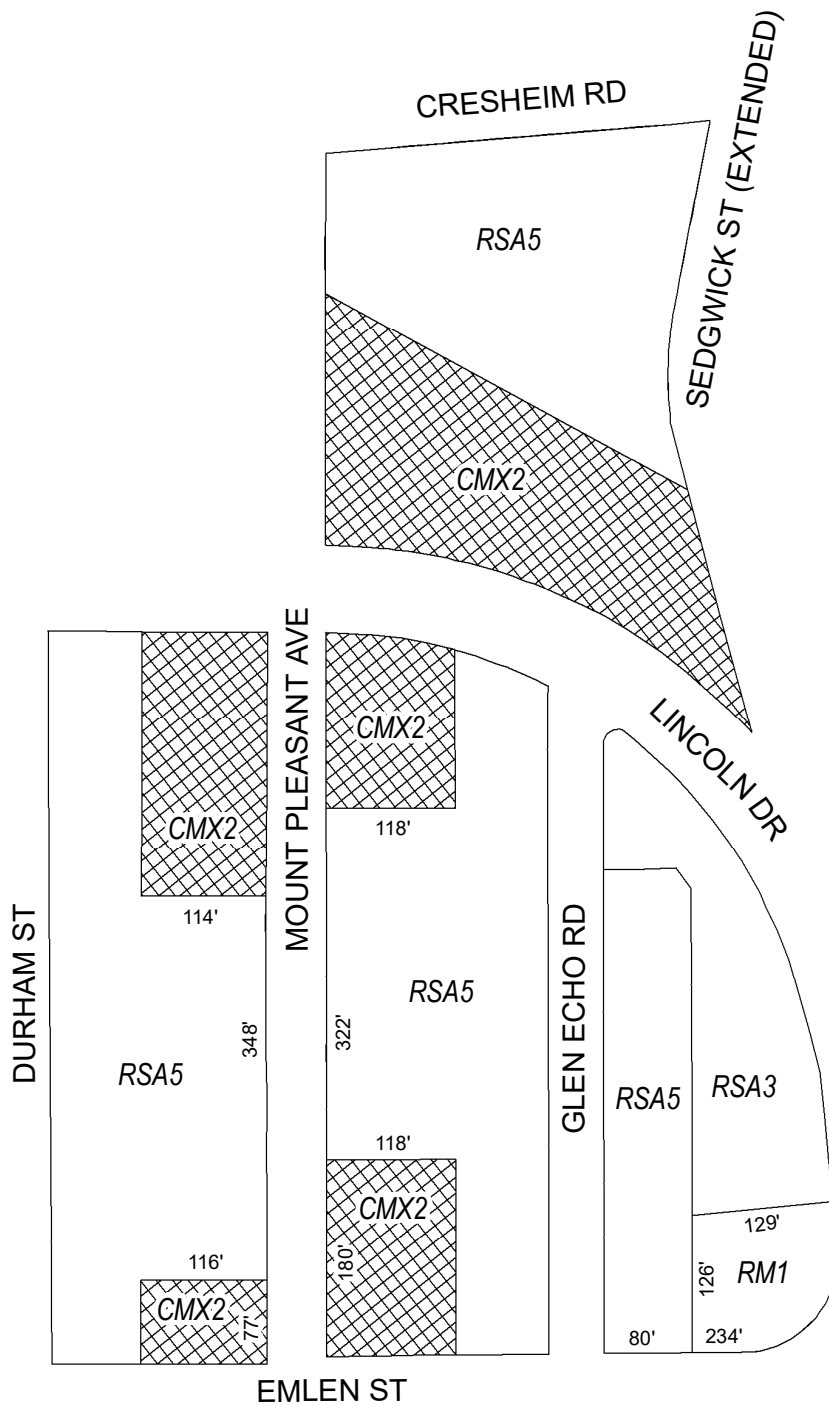 CRESHEIM RD
SEDGWICK ST (EXTENDED)
RSA5
CMX2
MOUNT PLEASANT AVE
LINCOLN DR
CMX2
CMX2
118'
114'
DURHAM ST
348'
322'
RSA5
GLEN ECHO RD
RSA5
RSA5
RSA3
118'
116'
CMX2
77'
CMX2
180'
129'
126'
RM1
80'
234'
EMLEN ST